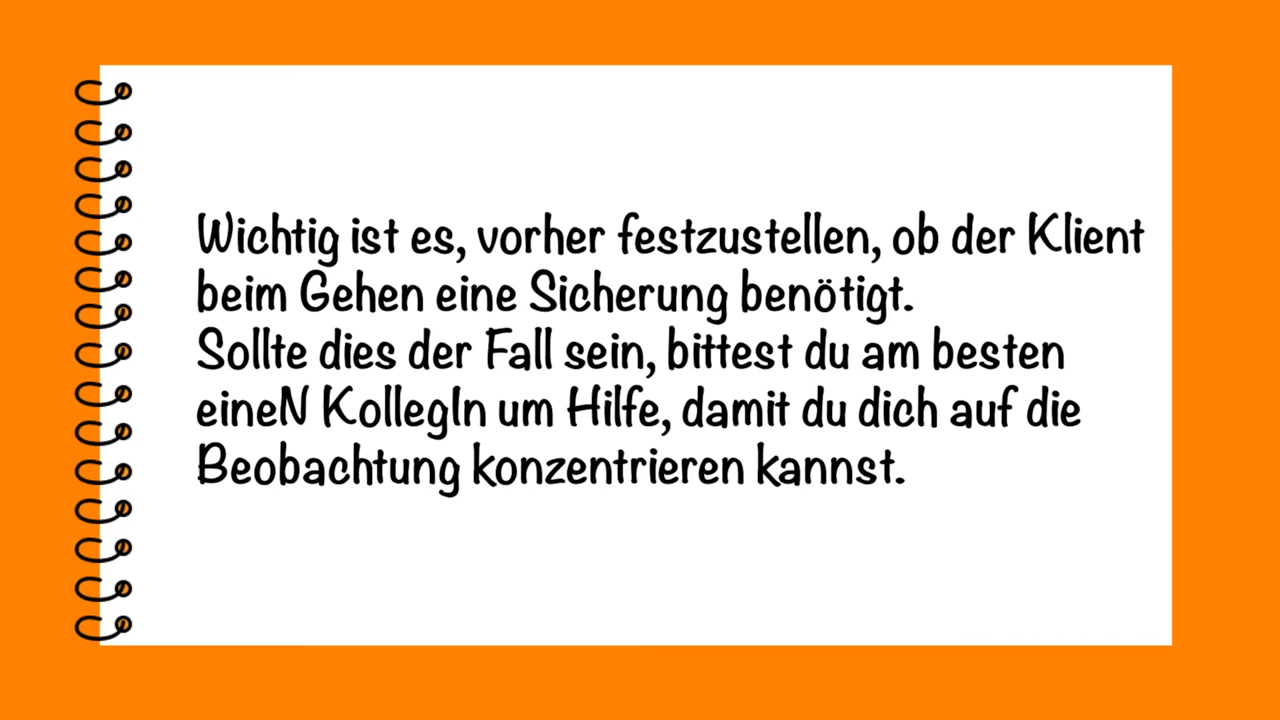 Wichtig ist es, vorher festzustellen, ob der Klient
beim Gehen eine Sicherung benötigt.
Sollte dies der Fall sein, bittest du am besten
eineN KollegIn um Hilfe, damit du dich auf die
Beobachtung konzentrieren kannst.